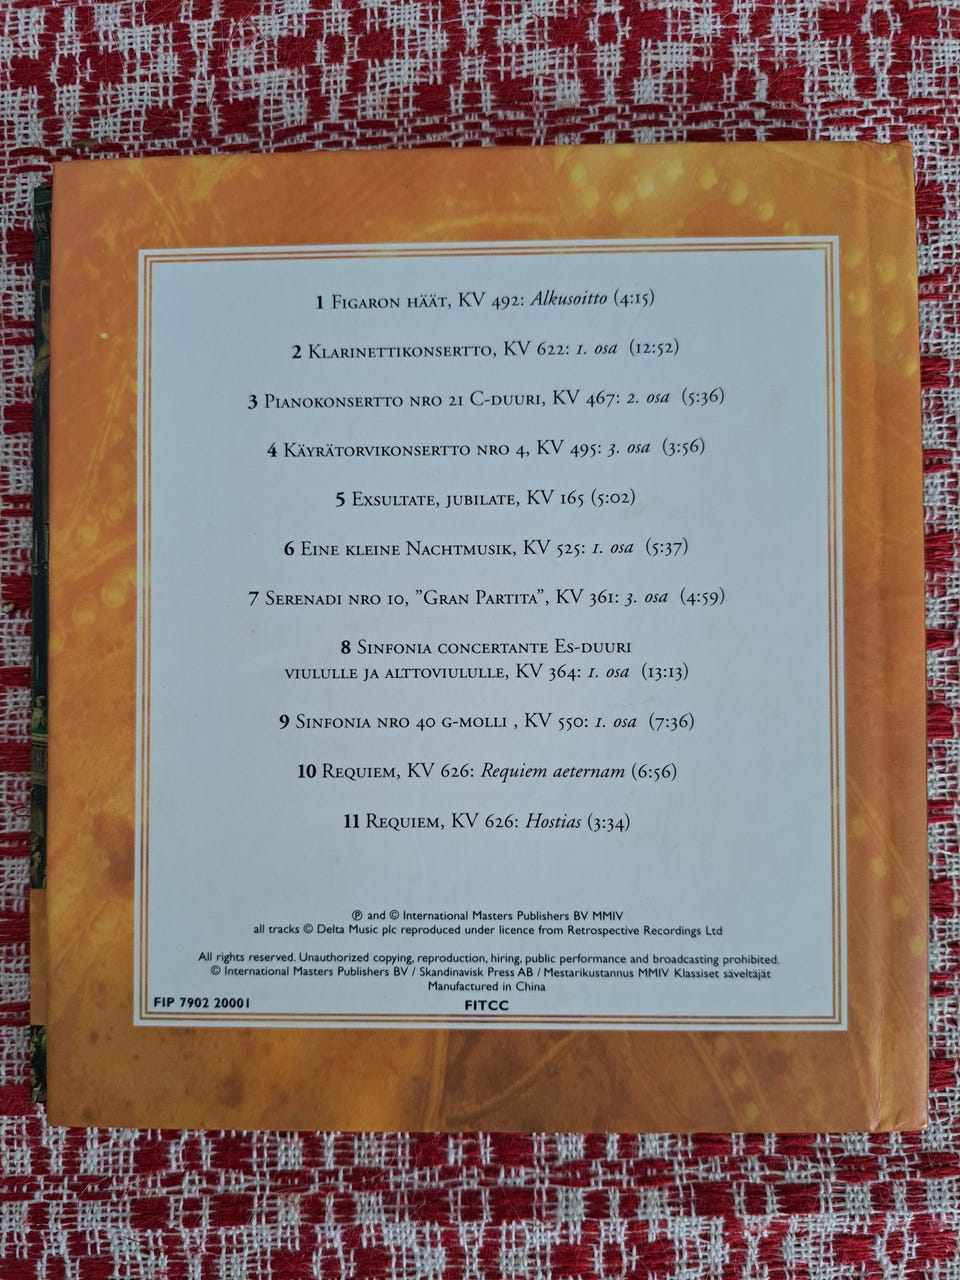 1 Figaron häät, KV 492: Alkusoitto (4:15)
2 Klarinettikonsertto, KV 622: 1. osa (12:52)
3 Pianokonsertto nro 21 C-duuri, KV 467: 2. osa (5:36)
4 Käyrätorvikonsertto nro 4, KV 495: 3. osa (3:56)
5 Exsultate, jubilate, KV 165 (5:02)
6 Eine kleine Nachtmusik, KV 525: 1. osa (5:37)
7 Serenadi nro 10, ”Gran Partita”, KV 361: 3. osa (4:59)
8 Sinfonia concertante Es-duuri
viululle ja alttoviululle, KV 364: 1. osa (13:13)
9 Sinfonia nro 40 g-molli , KV 550: 1. osa (7:36)
10 Requiem, KV 626: Requiem aeternam (6:56)
11 Requiem, KV 626: Hostias (3:34)
℗ and © International Masters Publishers BV MMIV
all tracks © Delta Music plc reproduced under licence from Retrospective Recordings Ltd
All rights reserved. Unauthorized copying, reproduction, hiring, public performance and broadcasting prohibited.
© International Masters Publishers BV / Skandinavisk Press AB / Mestarikustannus MMIV Klassiset säveltäjät
Manufactured in China
FIP 7902 20001 FITCC